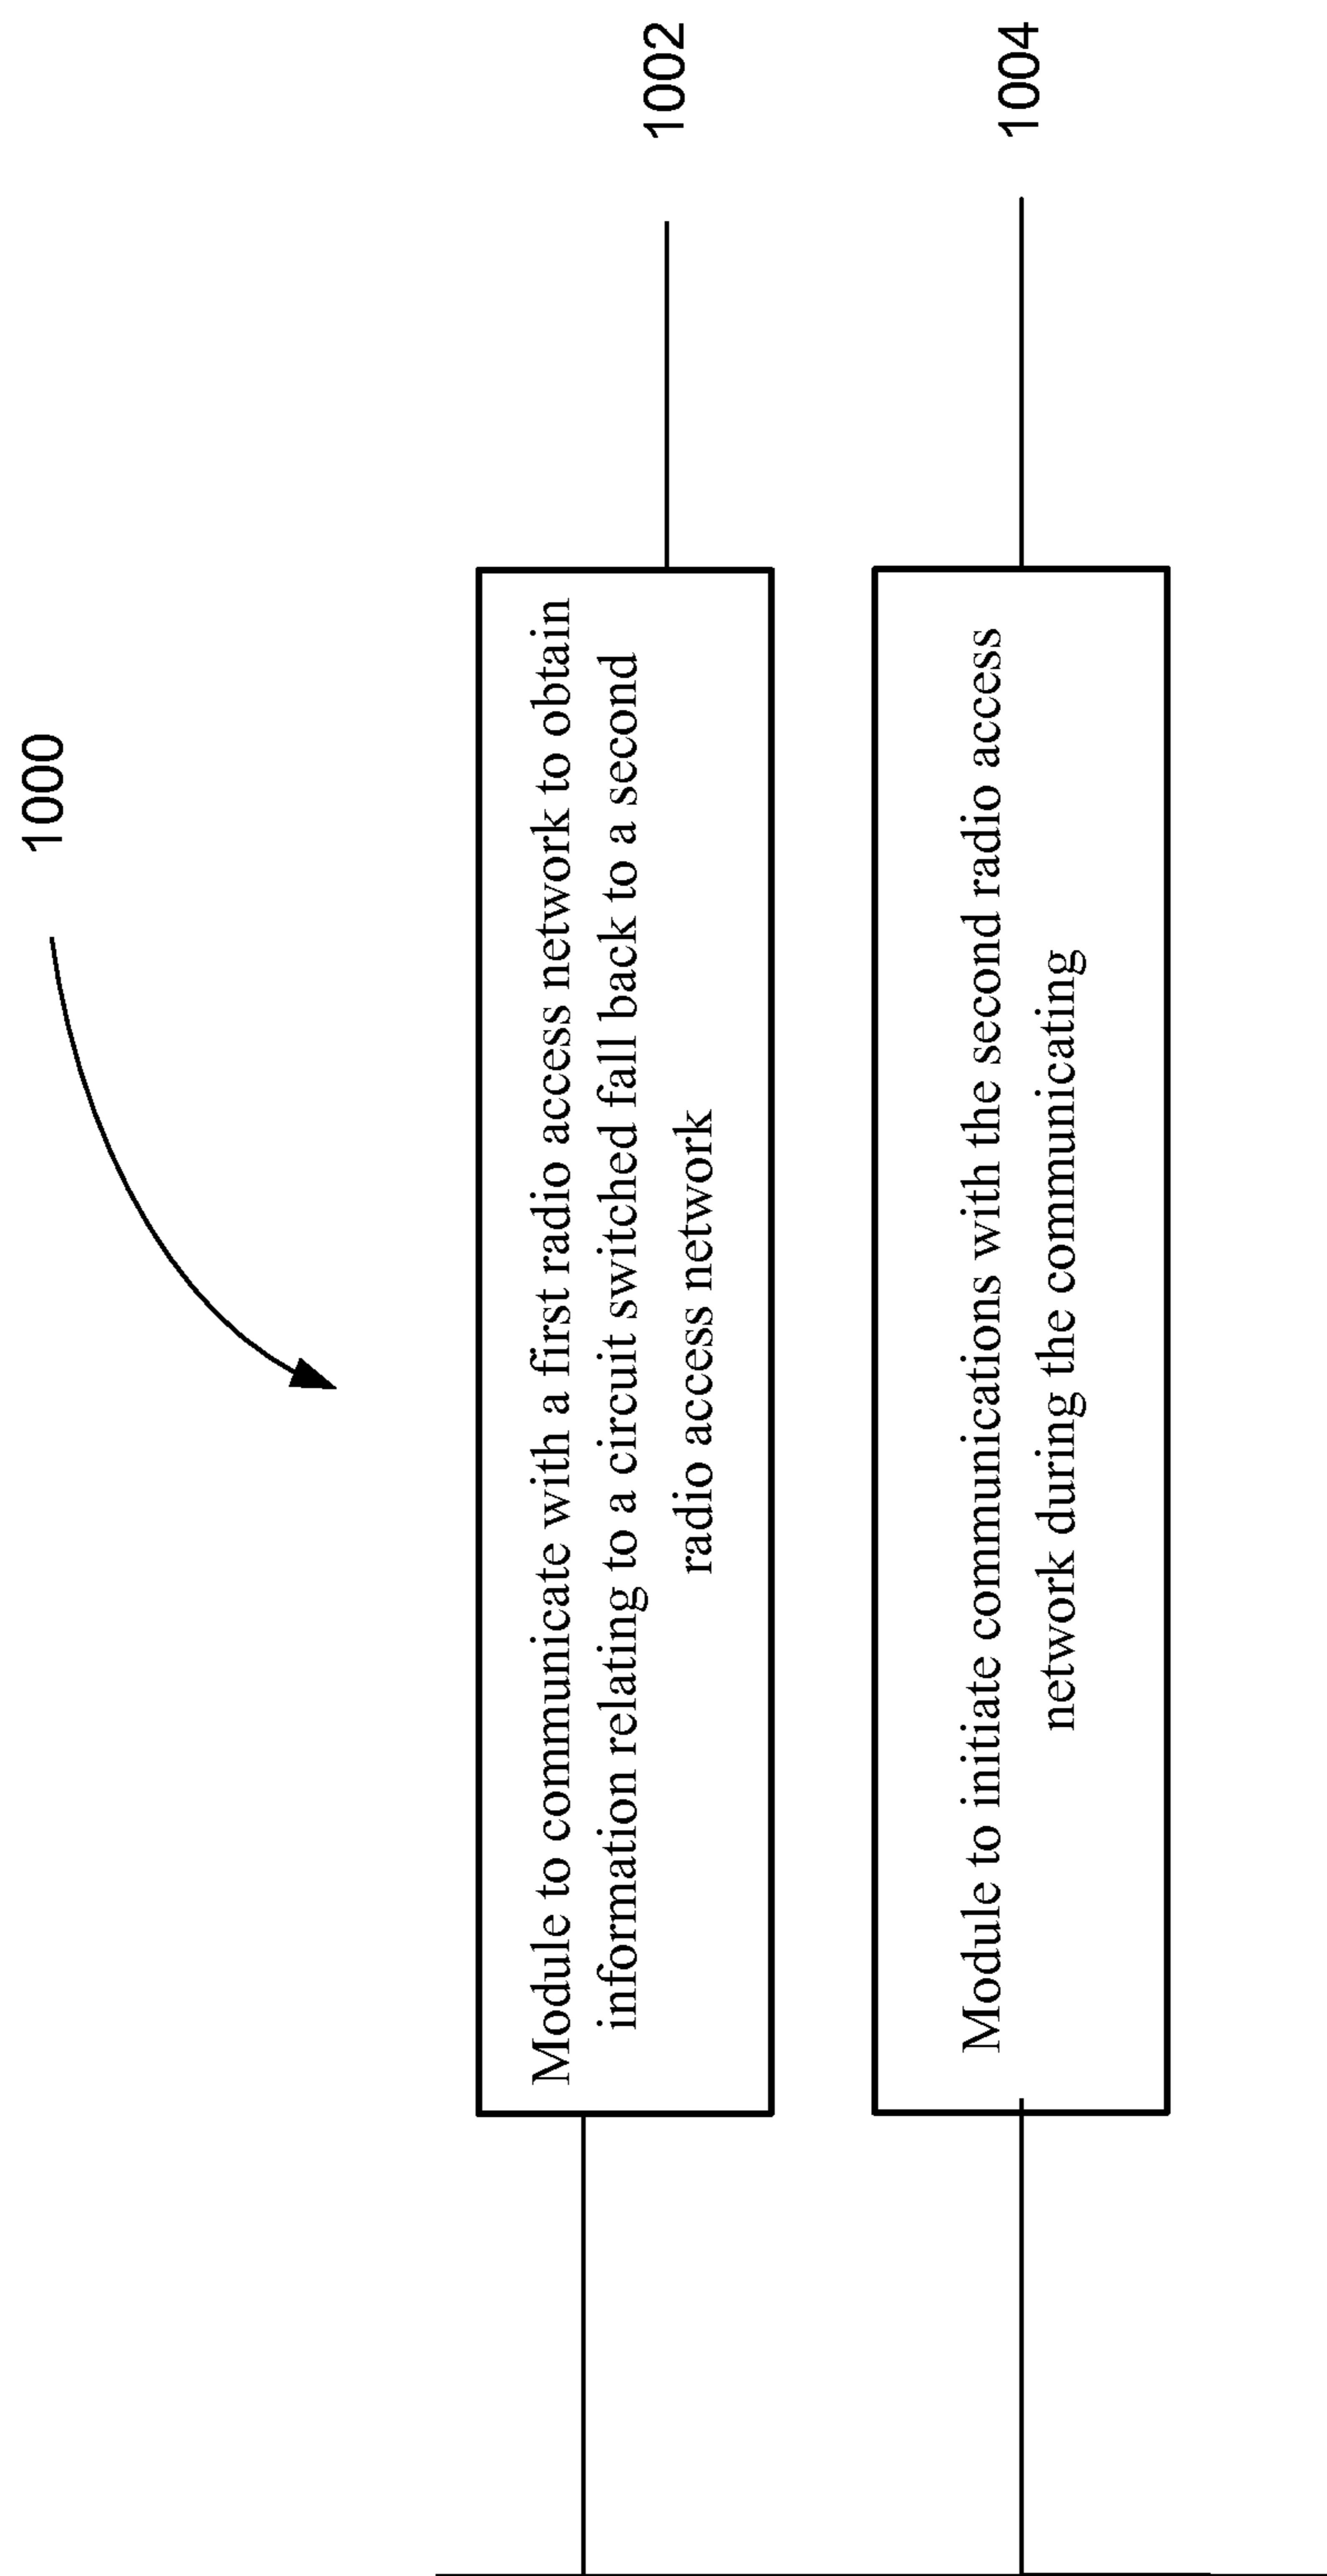 1000
Module to communicate with a first radio access network to obtain
information relating to a circuit switched fall back to a second
radio access network
1002
Module to initiate communications with the second radio access
network during the communicating
1004